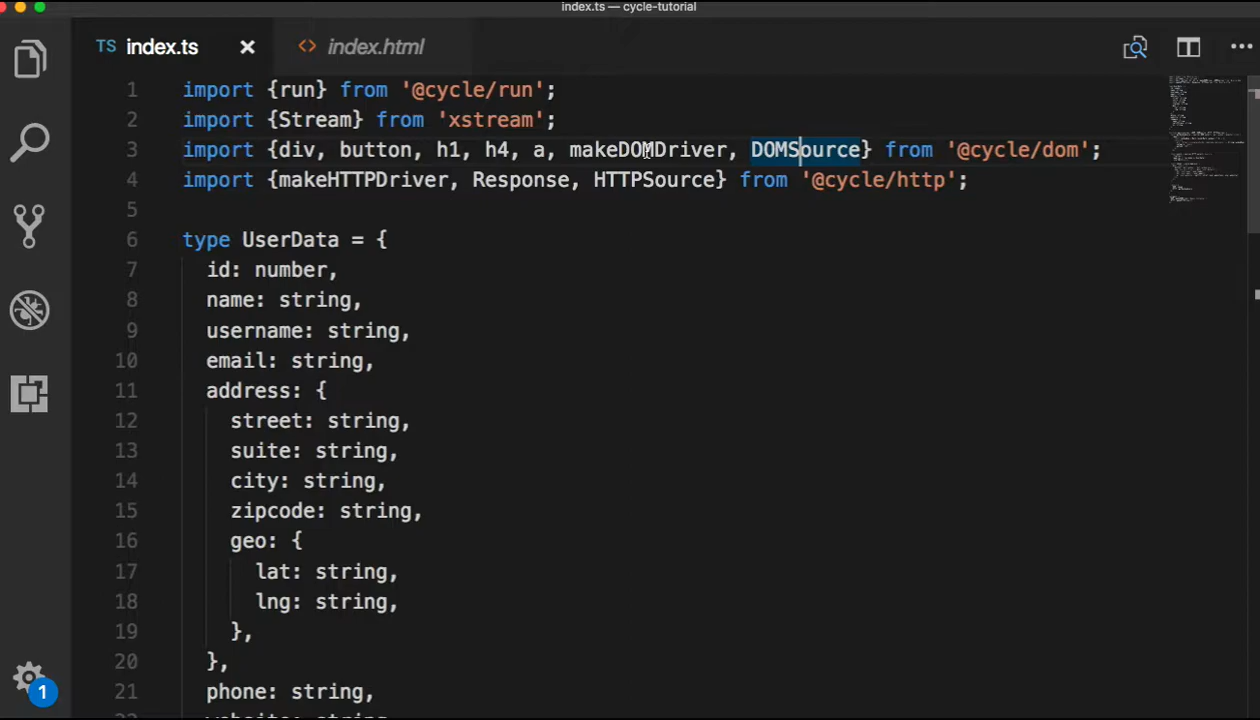 index.ts — cycle-tutorial
TS index.ts × <> index.html
1 import {run} from '@cycle/run';
2 import {Stream} from 'xstream';
3 import {div, button, h1, h4, a, makeDOMDriver, DOMSource} from '@cycle/dom';
4 import {makeHTTPDriver, Response, HTTPSource} from '@cycle/http';
5
6 type UserData = {
7 id: number,
8 name: string,
9 username: string,
10 email: string,
11 address: {
12 street: string,
13 suite: string,
14 city: string,
15 zipcode: string,
16 geo: {
17 lat: string,
18 lng: string,
19 },
20 },
21 phone: string,
1